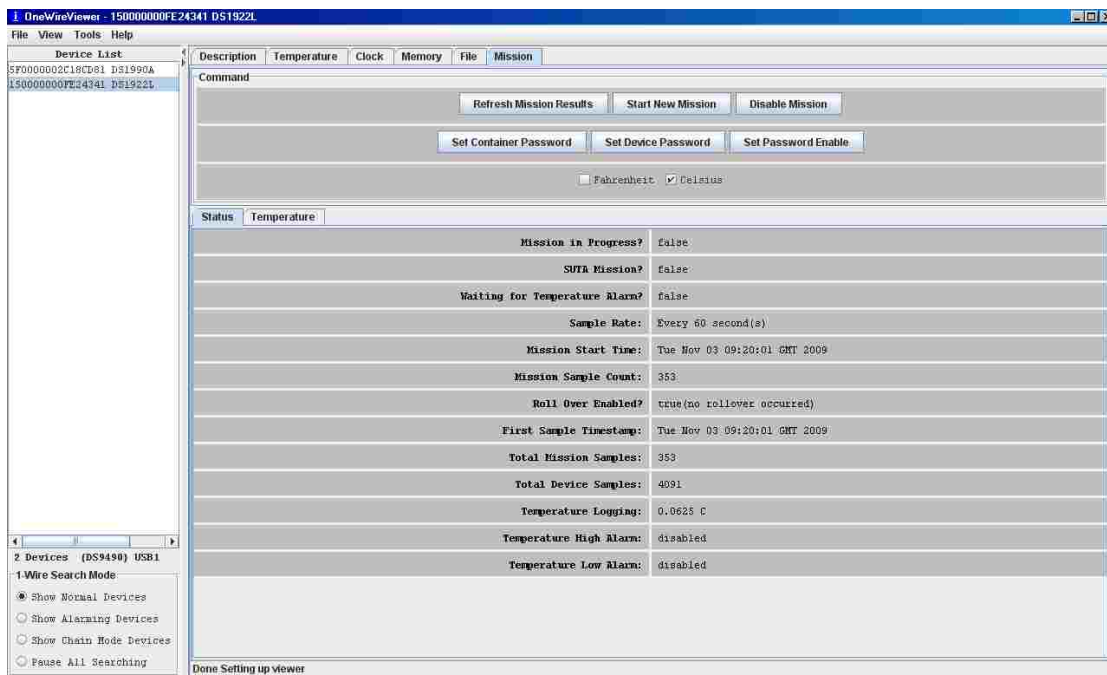 OneWireViewer - 150000000FE24341 DS1922L
File View Tools Help
Device List
5F0000002C18CD81 DS1990A
150000000FE24341 DS1922L
Description Temperature Clock Memory File Mission
Command
Refresh Mission Results Start New Mission Disable Mission
Set Container Password Set Device Password Set Password Enable
Fahrenheit Celsius
Status Temperature
Mission in Progress? false
SUTA Mission? false
Waiting for Temperature Alarm? false
Sample Rate: Every 60 second(s)
Mission Start Time: Tue Nov 03 09:20:01 GMT 2009
Mission Sample Count: 353
Roll Over Enabled? true(no rollover occurred)
First Sample Timestamp: Tue Nov 03 09:20:01 GMT 2009
Total Mission Samples: 353
Total Device Samples: 4091
Temperature Logging: 0.0625 C
Temperature High Alarm: disabled
Temperature Low Alarm: disabled
2 Devices (DS9490) USB1
1-Wire Search Mode
Show Normal Devices
Show Alarming Devices
Show Chain Mode Devices
Pause All Searching
Done Setting up viewer